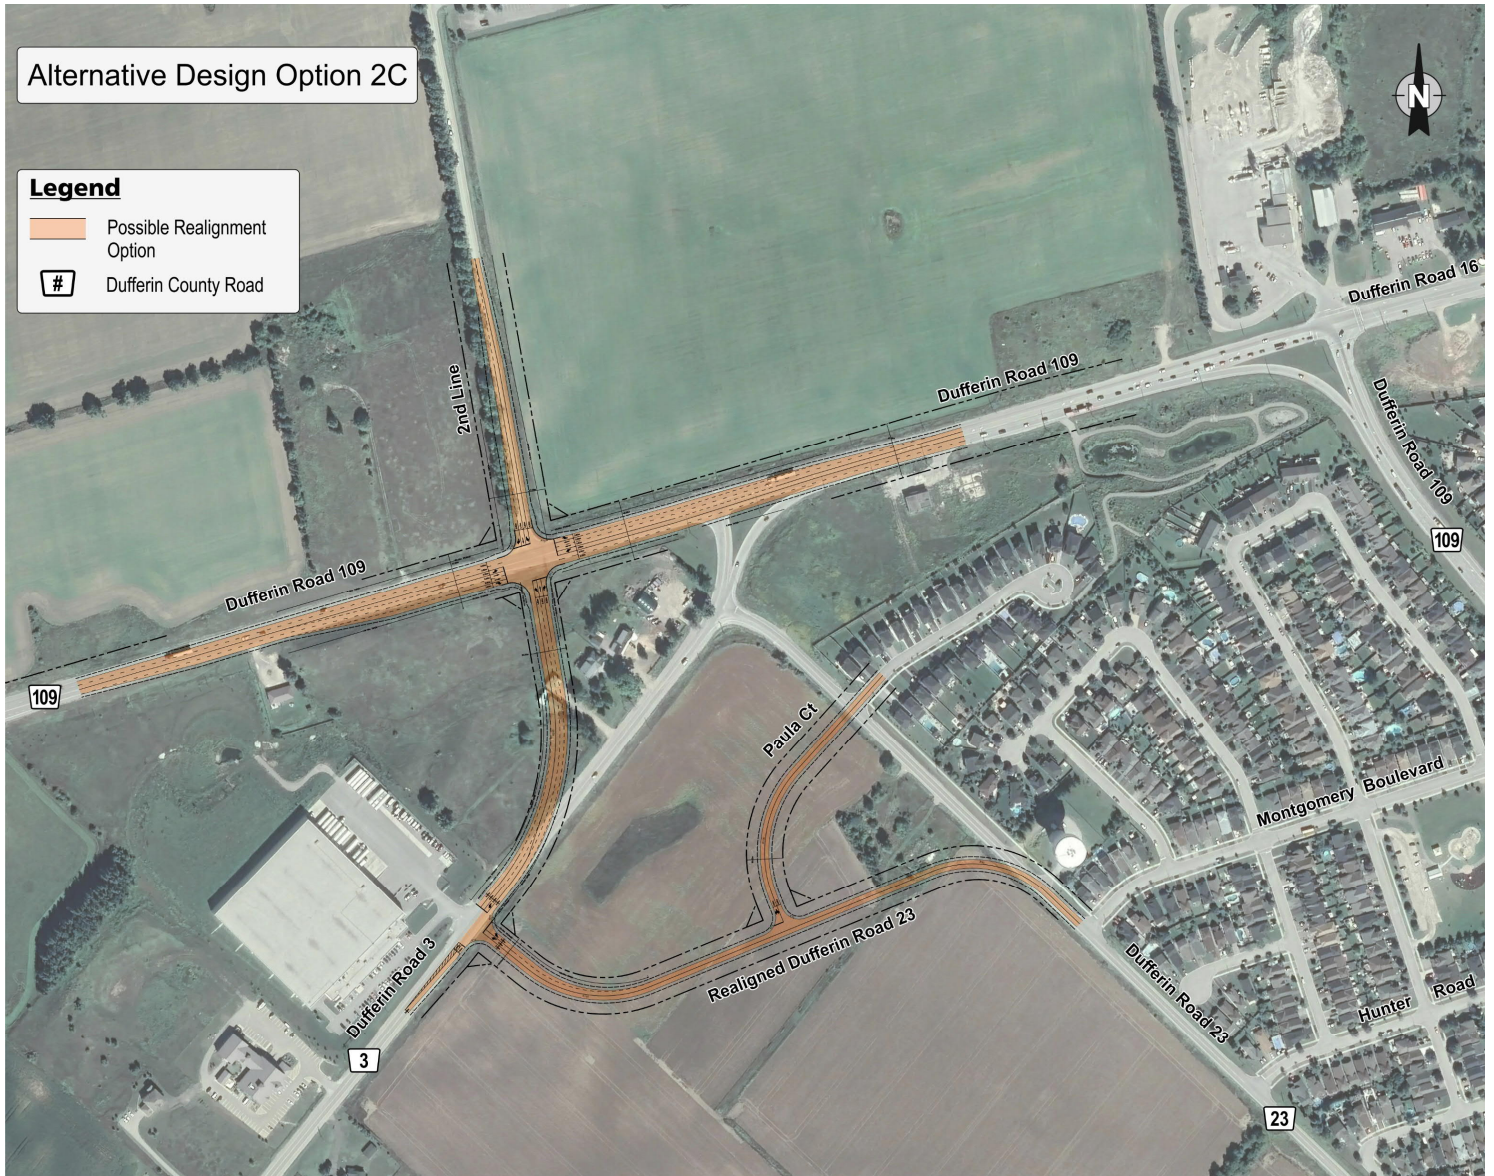 Alternative Design Option 2C
N
Legend
Possible Realignment
Option
#
Dufferin County Road
Dufferin Road 16
2nd Line
Dufferin Road 109
Dufferin Road 109
109
Dufferin Road 109
109
Paula Ct
Montgomery Boulevard
Realigned Dufferin Road 23
Dufferin Road 3
3
Dufferin Road 23
Hunter Road
23